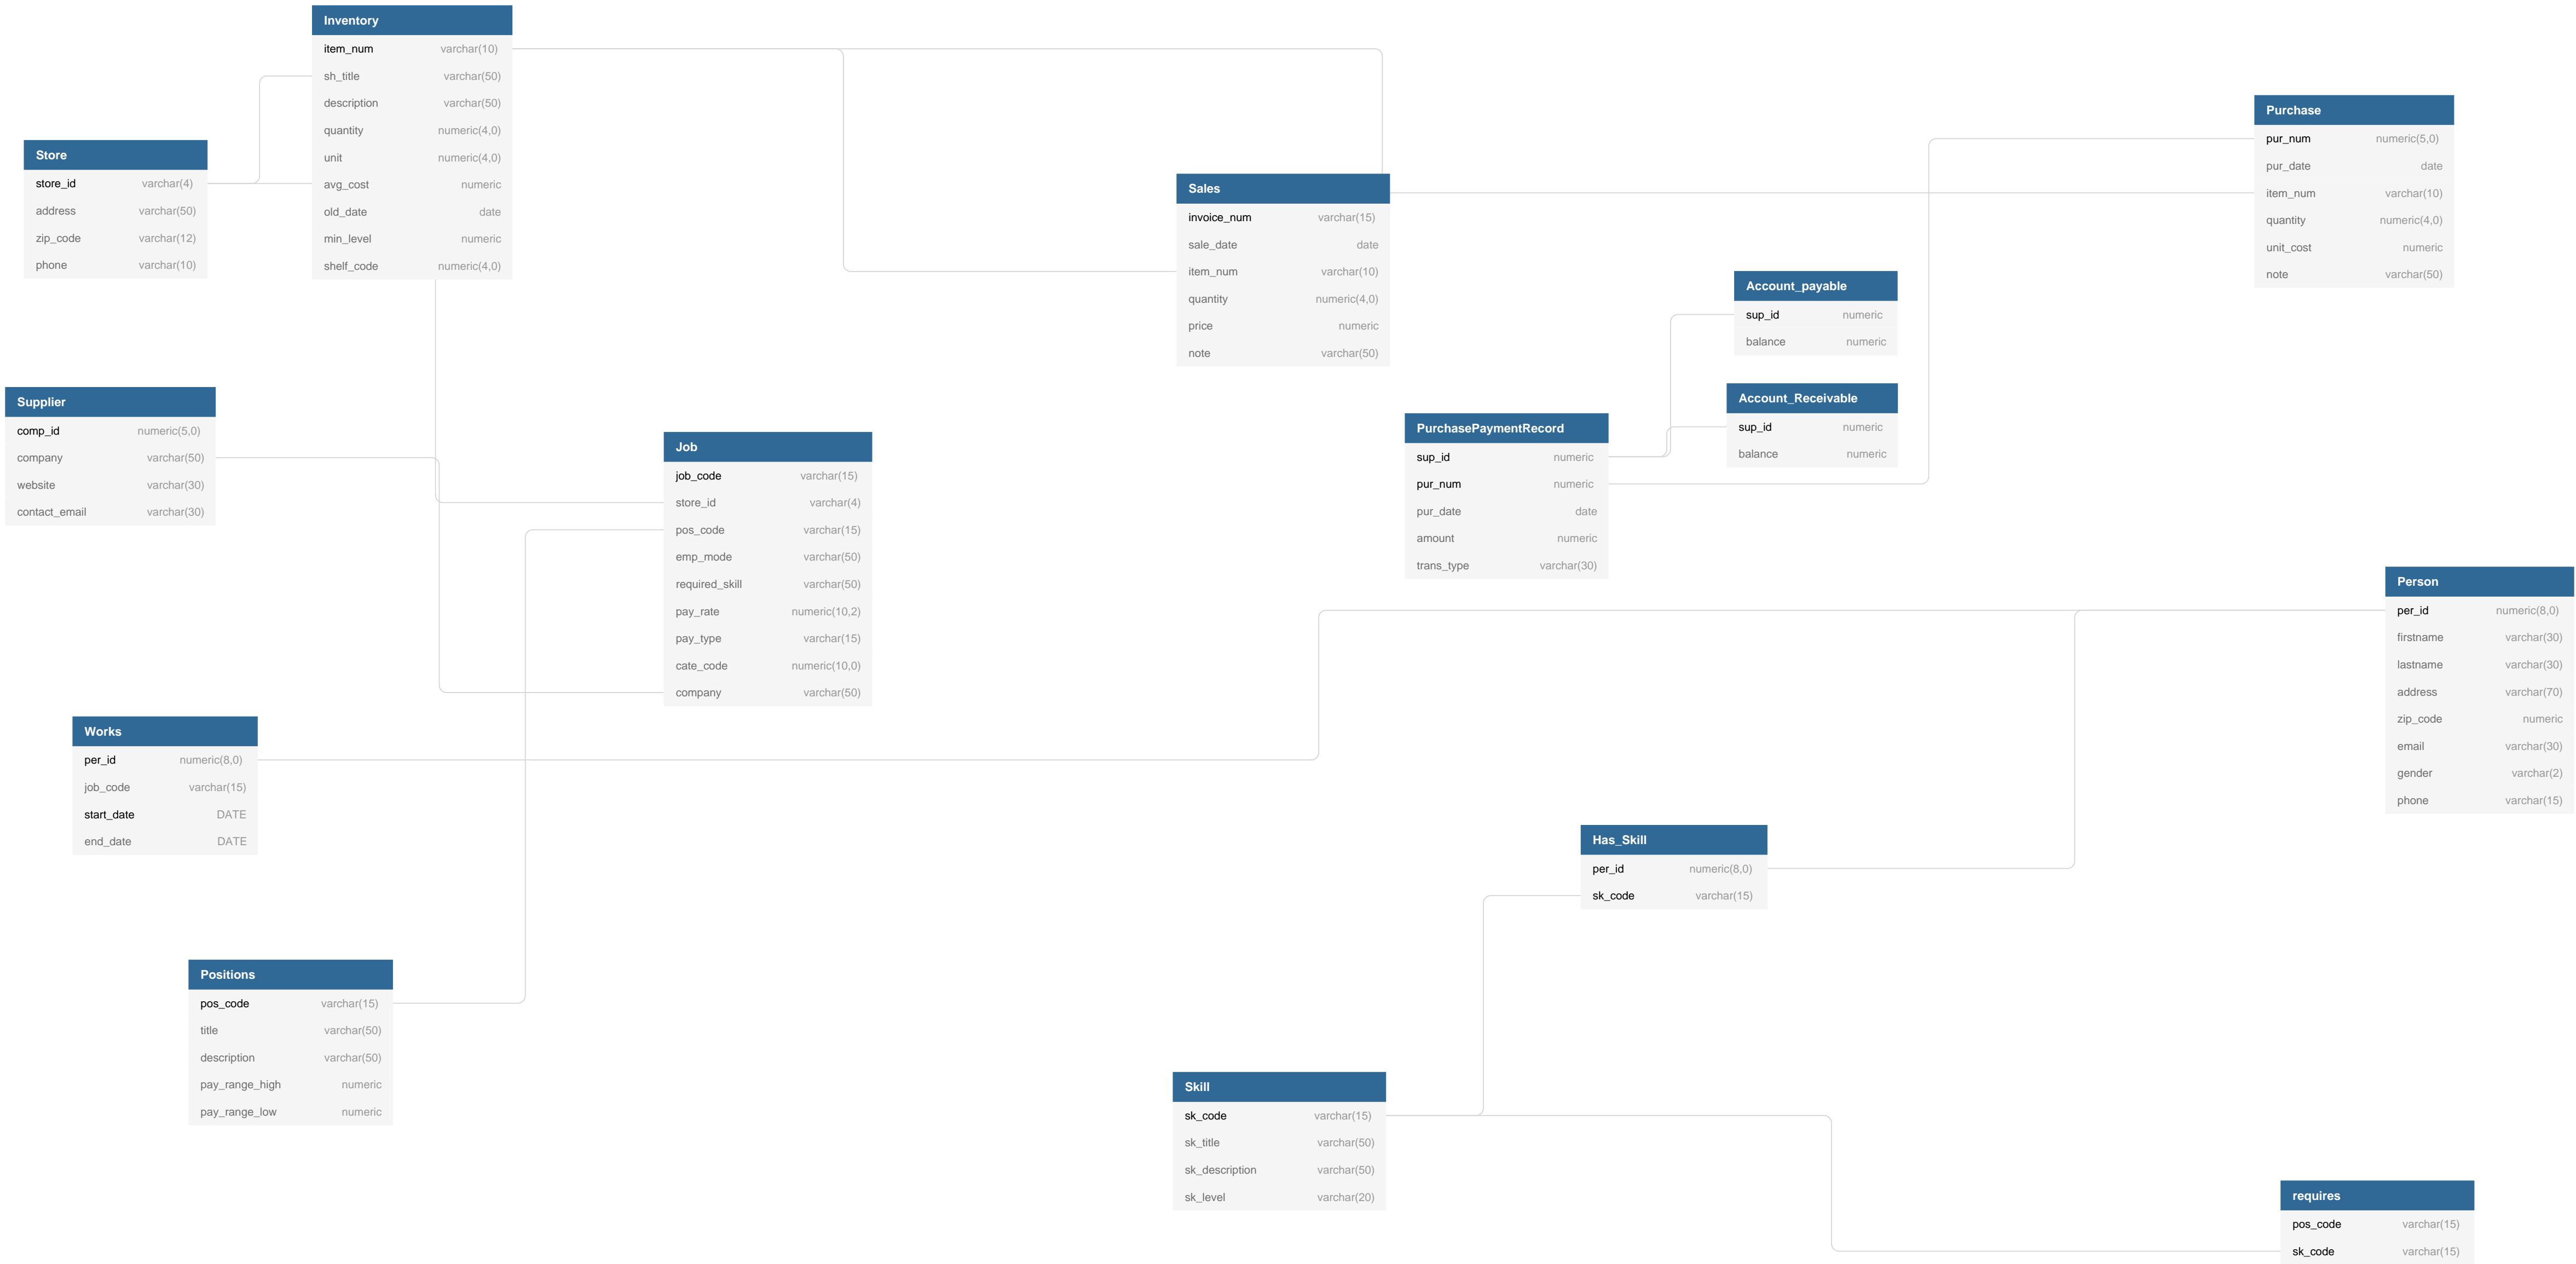 Inventory
item_num varchar(10)
sh_title varchar(50)
description varchar(50)
quantity numeric(4,0)
unit numeric(4,0)
avg_cost numeric
old_date date
min_level numeric
shelf_code numeric(4,0)
Store
store_id varchar(4)
address varchar(50)
zip_code varchar(12)
phone varchar(10)
Purchase
pur_num numeric(5,0)
pur_date date
item_num varchar(10)
quantity numeric(4,0)
unit_cost numeric
note varchar(50)
Sales
invoice_num varchar(15)
sale_date date
item_num varchar(10)
quantity numeric(4,0)
price numeric
note varchar(50)
Account_payable
sup_id numeric
balance numeric
Account_Receivable
sup_id numeric
balance numeric
Supplier
comp_id numeric(5,0)
company varchar(50)
website varchar(30)
contact_email varchar(30)
PurchasePaymentRecord
sup_id numeric
pur_num numeric
pur_date date
amount numeric
trans_type varchar(30)
Job
job_code varchar(15)
store_id varchar(4)
pos_code varchar(15)
emp_mode varchar(50)
required_skill varchar(50)
pay_rate numeric(10,2)
pay_type varchar(15)
cate_code numeric(10,0)
company varchar(50)
Person
per_id numeric(8,0)
firstname varchar(30)
lastname varchar(30)
address varchar(70)
zip_code numeric
email varchar(30)
gender varchar(2)
phone varchar(15)
Works
per_id numeric(8,0)
job_code varchar(15)
start_date DATE
end_date DATE
Has_Skill
per_id numeric(8,0)
sk_code varchar(15)
Positions
pos_code varchar(15)
title varchar(50)
description varchar(50)
pay_range_high numeric
pay_range_low numeric
Skill
sk_code varchar(15)
sk_title varchar(50)
sk_description varchar(50)
sk_level varchar(20)
requires
pos_code varchar(15)
sk_code varchar(15)